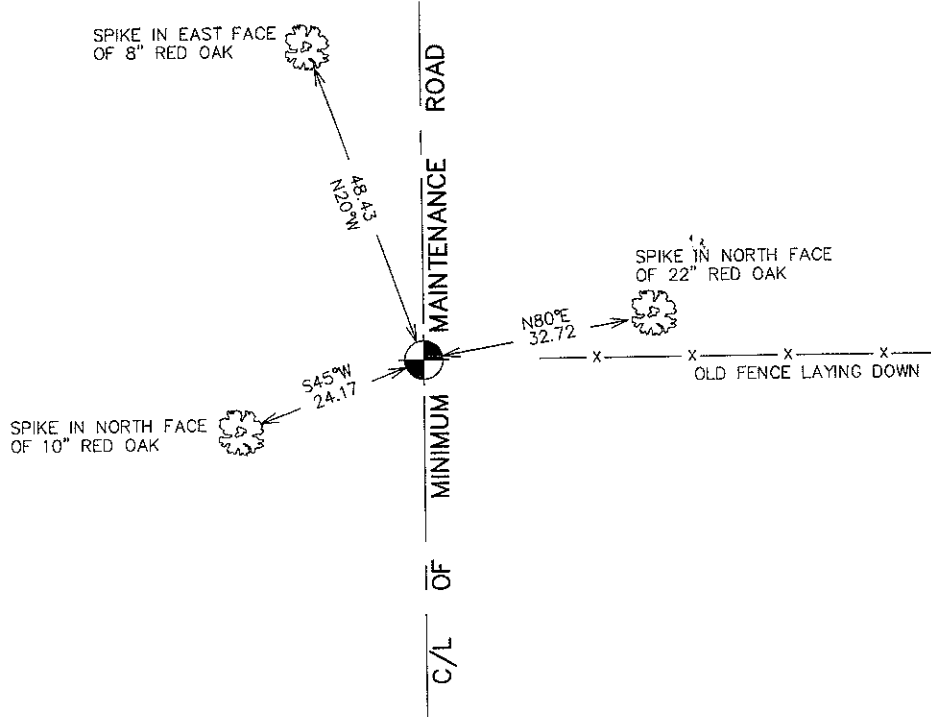 SPIKE IN EAST FACE
OF 8" RED OAK
48.43
N20°W
SPIKE IN NORTH FACE
OF 22" RED OAK
N80°E
32.72
X X X X
OLD FENCE LAYING DOWN
S45°W
24.17
SPIKE IN NORTH FACE
OF 10" RED OAK
C/L OF MINIMUM MAINTENANCE ROAD